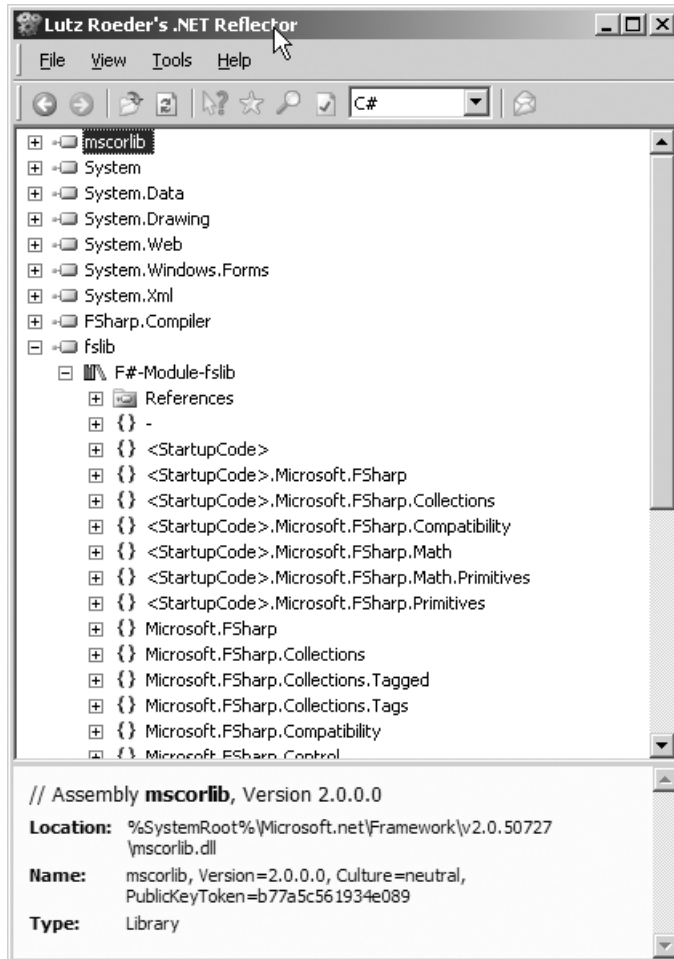 Lutz Roeder's .NET Reflector
File View Tools Help
C#
mscorlib
System
System.Data
System.Drawing
System.Web
System.Windows.Forms
System.Xml
FSharp.Compiler
fslib
F#-Module-fslib
References
{} -
{} <StartupCode>
{} <StartupCode>.Microsoft.FSharp
{} <StartupCode>.Microsoft.FSharp.Collections
{} <StartupCode>.Microsoft.FSharp.Compatibility
{} <StartupCode>.Microsoft.FSharp.Math
{} <StartupCode>.Microsoft.FSharp.Math.Primitives
{} <StartupCode>.Microsoft.FSharp.Primitives
{} Microsoft.FSharp
{} Microsoft.FSharp.Collections
{} Microsoft.FSharp.Collections.Tagged
{} Microsoft.FSharp.Collections.Tags
{} Microsoft.FSharp.Compatibility
{} Microsoft.FSharp.Control
// Assembly mscorlib, Version 2.0.0.0
Location: %SystemRoot%\Microsoft.net\Framework\v2.0.50727
\mscorlib.dll
Name: mscorlib, Version=2.0.0.0, Culture=neutral,
PublicKeyToken=b77a5c561934e089
Type: Library